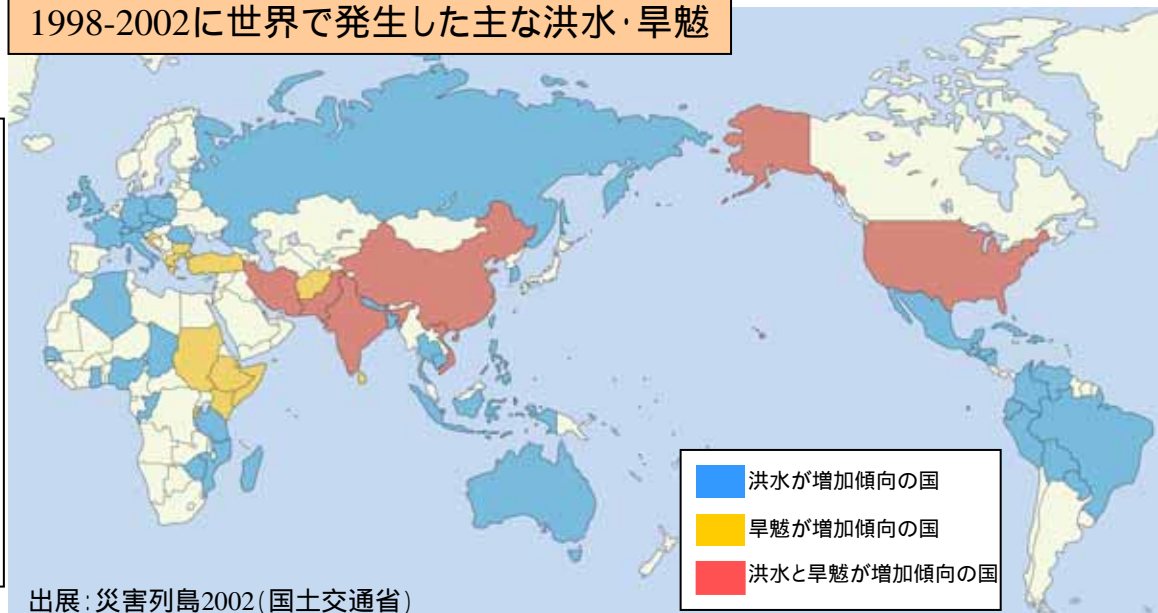 1998-2002に世界で発生した主な洪水・旱魃
洪水が増加傾向の国
旱魃が増加傾向の国
洪水と旱魃が増加傾向の国
出展：災害列島2002(国土交通省)